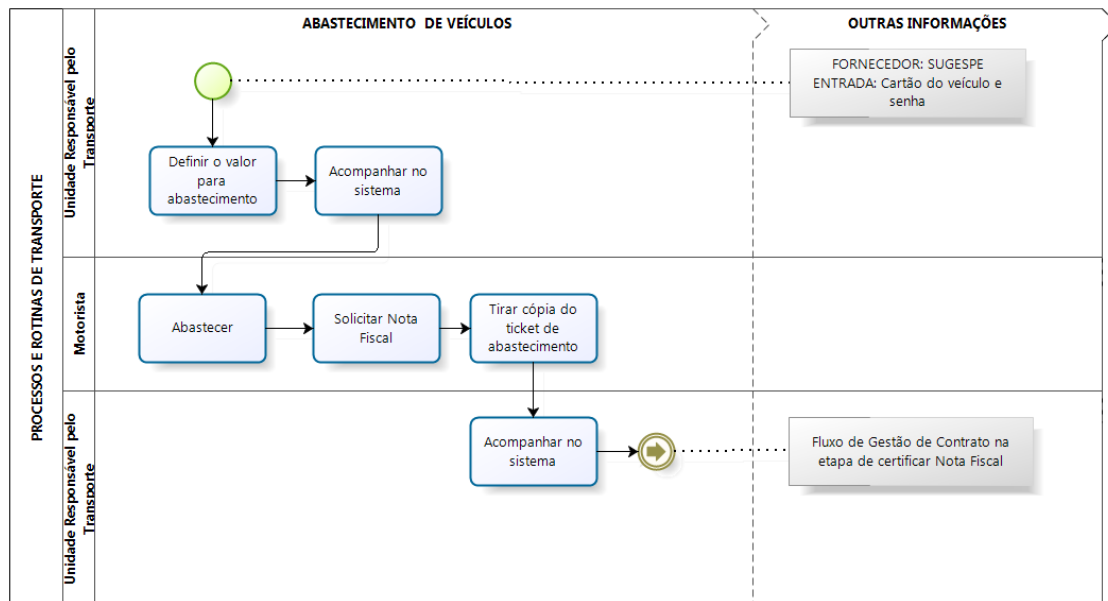 ABASTECIMENTO DE VEÍCULOS
OUTRAS INFORMAÇÕES
PROCESSOS E ROTINAS DE TRANSPORTE
Unidade Responsável pelo
Transporte
FORNECEDOR: SUGESPE
ENTRADA: Cartão do veículo e
senha
Definir o valor
para
abastecimento
Acompanhar no
sistema
Motorista
Abastecer
Solicitar Nota
Fiscal
Tirar cópia do
ticket de
abastecimento
Unidade Responsável pelo
Transporte
Acompanhar no
sistema
Fluxo de Gestão de Contrato na
etapa de certificar Nota Fiscal